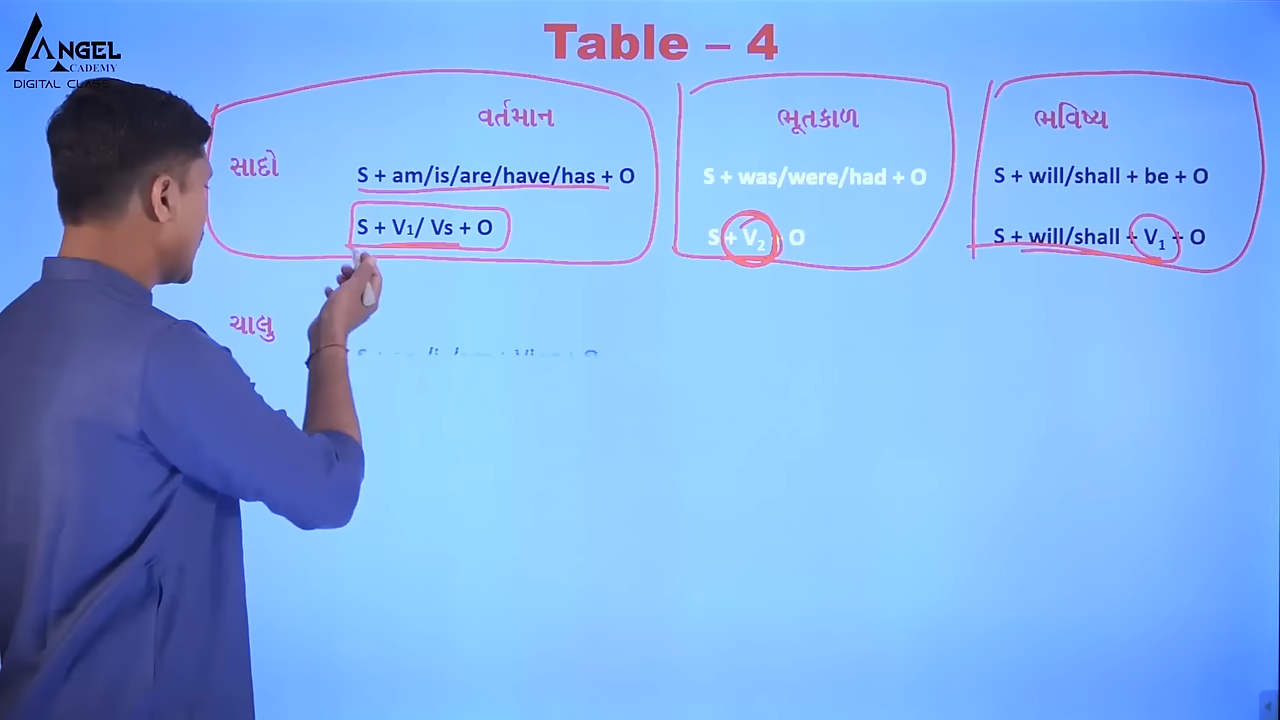 ANGEL
ACADEMY
DIGITAL CLASS
Table – 4
વર્તમાન
ભૂતકાળ
ભવિષ્ય
સાદો
S + am/is/are/have/has + O
S + was/were/had + O
S + will/shall + be + O
S + V₁/ Vs + O
S + V₂ + O
S + will/shall + V₁ + O
ચાલુ